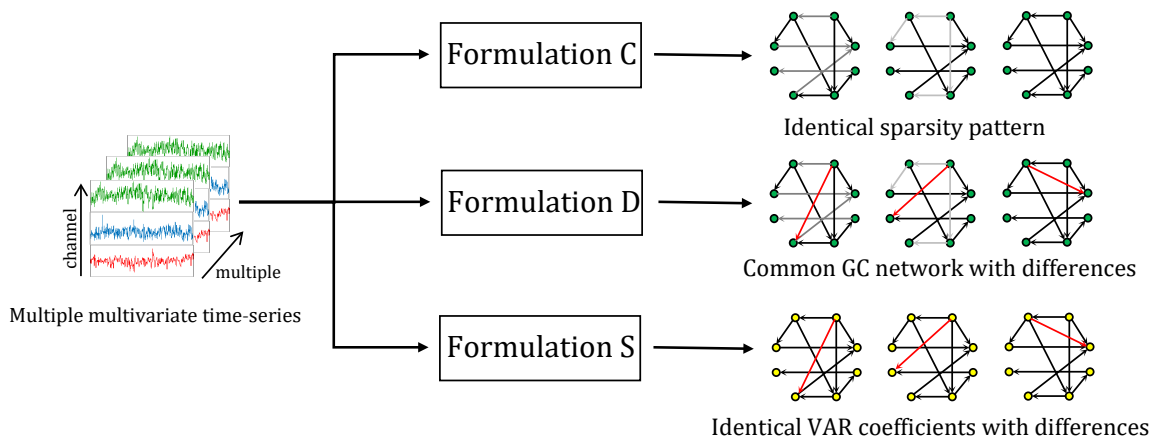 Formulation C
Identical sparsity pattern
channel
multiple
Multiple multivariate time-series
Formulation D
Common GC network with differences
Formulation S
Identical VAR coefficients with differences